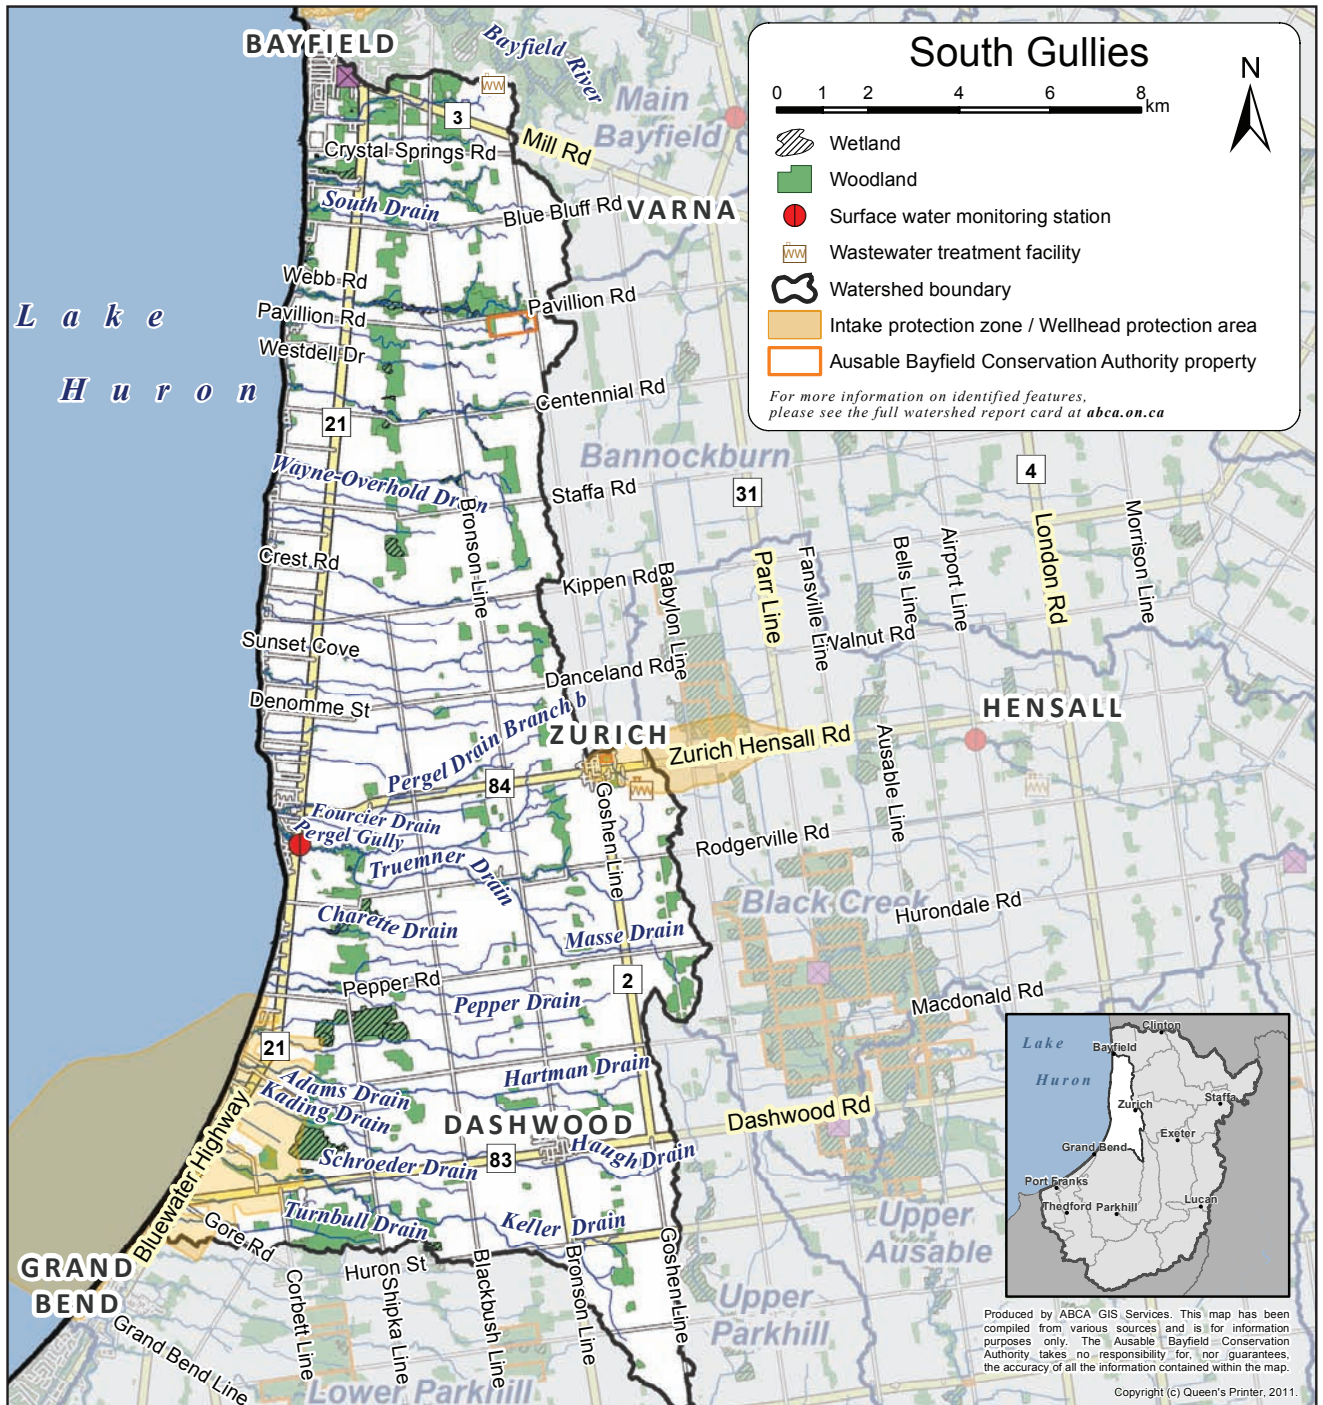 South Gullies
N
0 1 2 4 6 8
km
Wetland
Woodland
Surface water monitoring station
WW Wastewater treatment facility
Watershed boundary
Intake protection zone / Wellhead protection area
Ausable Bayfield Conservation Authority property
For more information on identified features,
please see the full watershed report card at abca.on.ca
BAYFIELD
Bayfield River
WW
Main
Bayfield
3
Mill Rd
Crystal Springs Rd
South Drain
Blue Bluff Rd
VARNA
Webb Rd
Pavillion Rd
Pavillion Rd
Lake
Huron
Westdell Dr
Centennial Rd
21
Bannockburn
Wayne-Overhold Drain
Staffa Rd
31
4
Bronson Line
Crest Rd
Kippen Rd
Babylon Line
Parr Line
Fansville Line
Bells Line
Airport Line
London Rd
Morrison Line
Walnut Rd
Sunset Cove
Danceland Rd
Denomme St
Pergel Drain Branch b
ZURICH
Zurich Hensall Rd
HENSALL
84
WW
WW
Goshen Line
Ausable Line
Fourcier Drain
Pergel Gully
Truemner Drain
Rodgerville Rd
Black Creek
Hurondale Rd
Charette Drain
Masse Drain
Pepper Rd
2
Pepper Drain
Macdonald Rd
21
Hartman Drain
Adams Drain
Kading Drain
DASHWOOD
Dashwood Rd
Haugh Drain
83
Schroeder Drain
Bluewater Highway
Turnbull Drain
Keller Drain
Gore Rd
Upper
Ausable
GRAND
BEND
Huron St
Corbett Line
Shipka Line
Blackbush Line
Bronson Line
Goshen Line
Upper
Parkhill
Grand Bend Line
Lower Parkhill
Lake
Huron
Clinton
Bayfield
Zurich
Staffa
Exeter
Grand Bend
Port Franks
Thedford
Parkhill
Lucan
Produced by ABCA GIS Services. This map has been
compiled from various sources and is for information
purposes only. The Ausable Bayfield Conservation
Authority takes no responsibility for, nor guarantees,
the accuracy of all the information contained within the map.
Copyright (c) Queen's Printer, 2011.